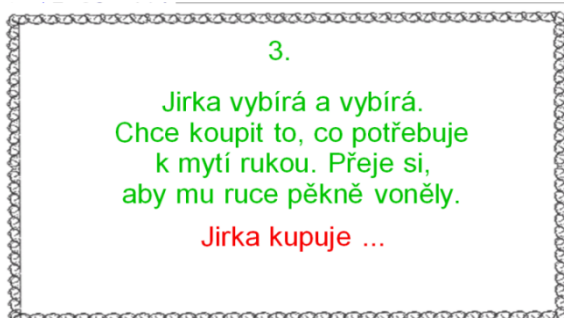 3.
Jirka vybírá a vybírá.
Chce koupit to, co potřebuje
k mytí rukou. Přeje si,
aby mu ruce pěkně voněly.
Jirka kupuje ...